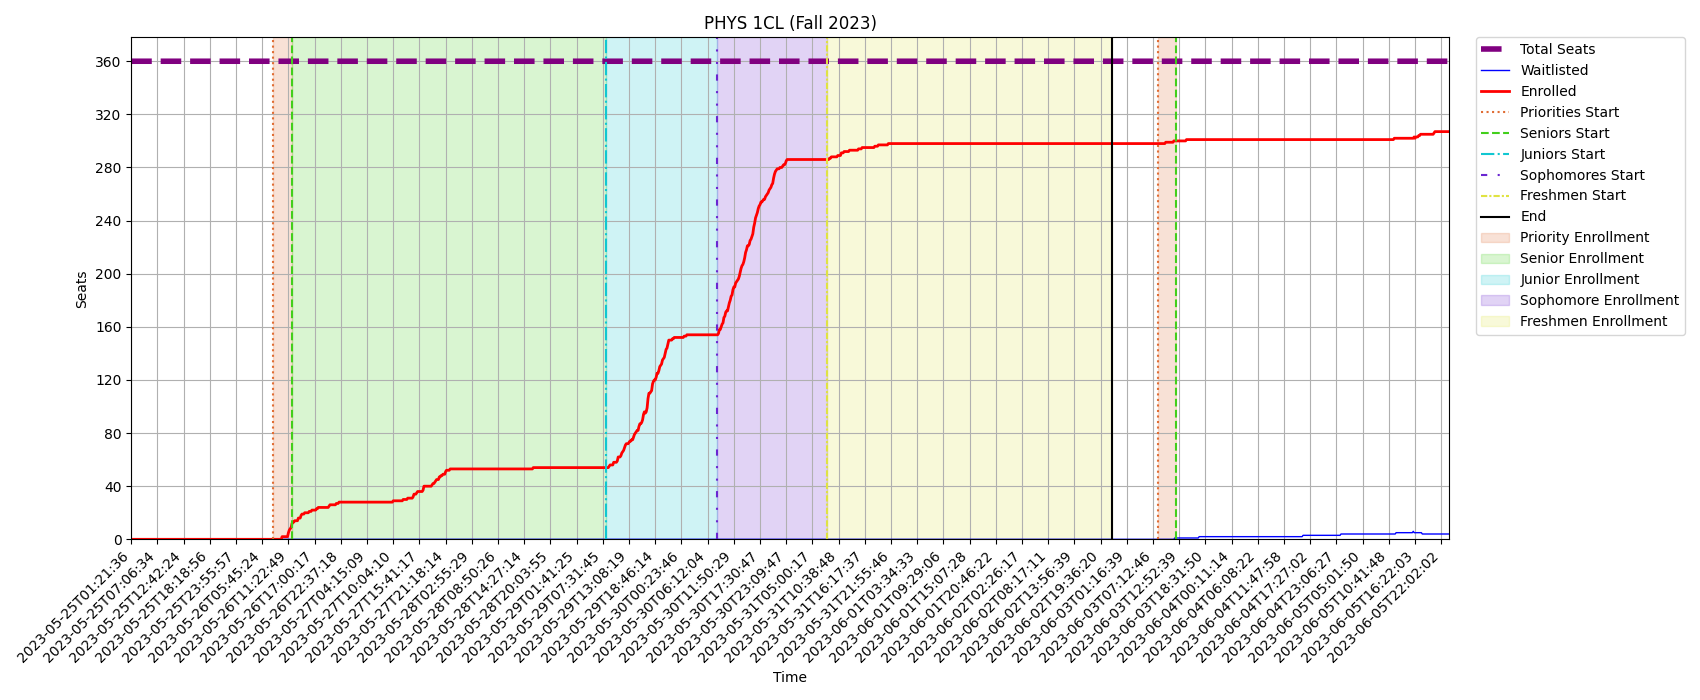 PHYS 1CL (Fall 2023)
Total Seats
Waitlisted
Enrolled
Priorities Start
Seniors Start
Juniors Start
Sophomores Start
Freshmen Start
End
Priority Enrollment
Senior Enrollment
Junior Enrollment
Sophomore Enrollment
Freshmen Enrollment
Seats
360
320
280
240
200
160
120
80
40
0
2023-05-25T01:21:36
2023-05-25T07:06:34
2023-05-25T12:42:24
2023-05-25T18:18:56
2023-05-25T23:55:57
2023-05-26T05:45:24
2023-05-26T11:22:49
2023-05-26T17:00:17
2023-05-26T22:37:18
2023-05-27T04:15:09
2023-05-27T10:04:10
2023-05-27T15:41:17
2023-05-27T21:18:14
2023-05-28T02:55:29
2023-05-28T08:50:26
2023-05-28T14:27:14
2023-05-28T20:03:55
2023-05-29T01:41:25
2023-05-29T07:31:45
2023-05-29T13:08:19
2023-05-29T18:46:14
2023-05-30T00:23:46
2023-05-30T06:12:04
2023-05-30T11:50:29
2023-05-30T17:30:47
2023-05-30T23:09:47
2023-05-31T05:00:17
2023-05-31T10:38:48
2023-05-31T16:17:37
2023-05-31T21:55:46
2023-06-01T03:34:33
2023-06-01T09:29:06
2023-06-01T15:07:28
2023-06-01T20:46:22
2023-06-02T02:26:17
2023-06-02T08:17:11
2023-06-02T13:56:39
2023-06-02T19:36:20
2023-06-03T01:16:39
2023-06-03T07:12:46
2023-06-03T12:52:39
2023-06-03T18:31:50
2023-06-04T00:11:14
2023-06-04T06:08:22
2023-06-04T11:47:58
2023-06-04T17:27:02
2023-06-04T23:06:27
2023-06-05T05:01:50
2023-06-05T10:41:48
2023-06-05T16:22:03
2023-06-05T22:02:02
Time